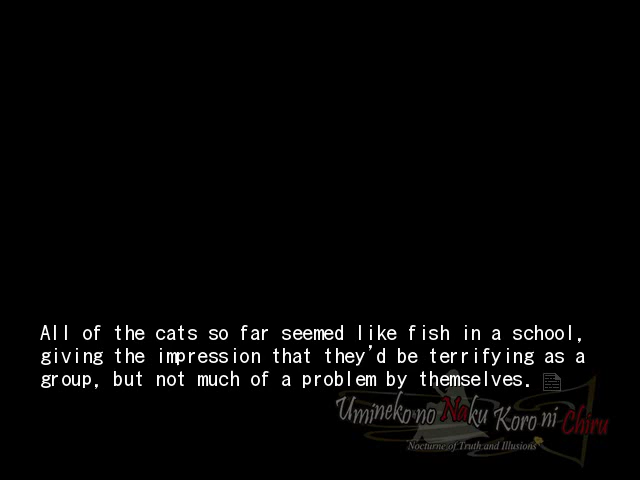 All of the cats so far seemed like fish in a school,
giving the impression that they'd be terrifying as a
group, but not much of a problem by themselves.
Umineko no Naku Koro ni Chiru
Nocturne of Truth and Illusions